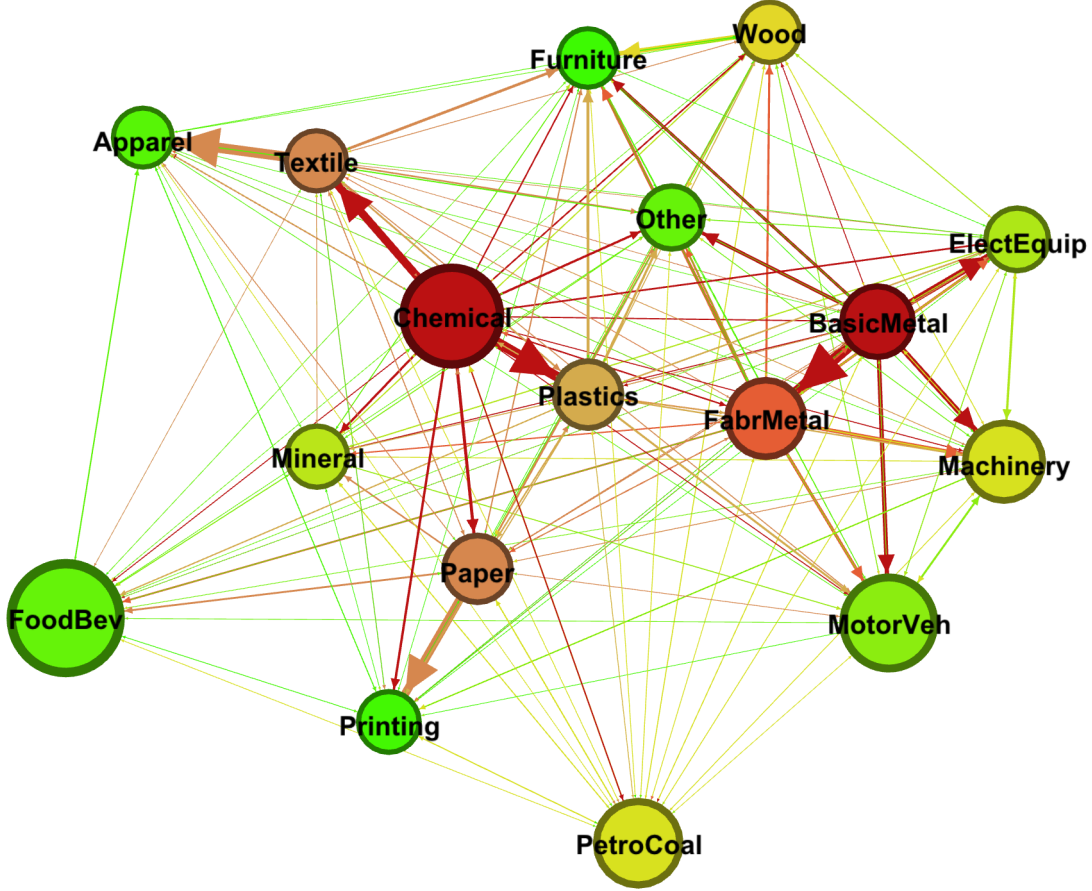 Wood
Furniture
Apparel
Textile
Other
ElectEquip
Chemical
BasicMetal
Plastics
FabrMetal
Mineral
Machinery
Paper
FoodBev
MotorVeh
Printing
PetroCoal